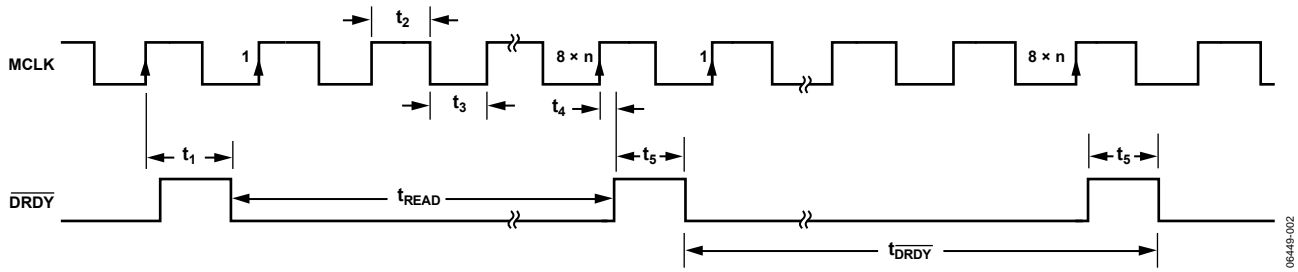 t2
MCLK
1
8 × n
1
8 × n
t3
t4
t1
t5
t5
DRDY
tREAD
tDRDY
06449-002